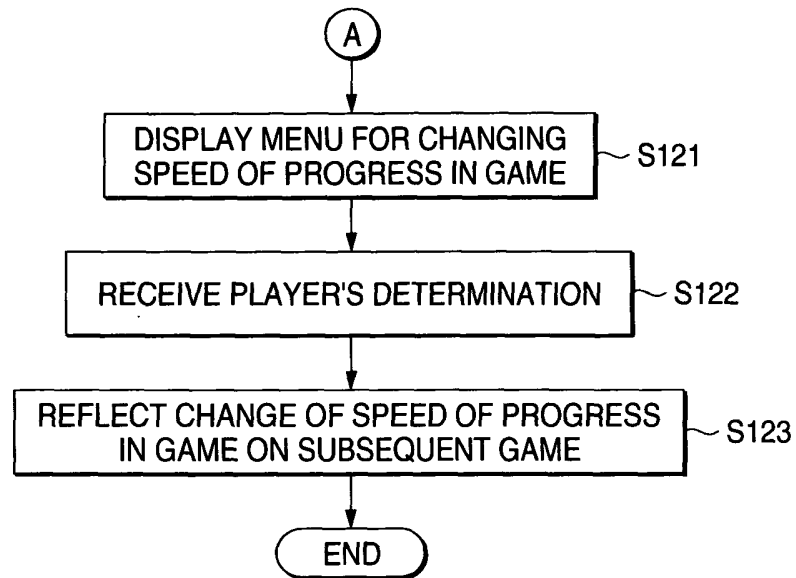 A
DISPLAY MENU FOR CHANGING
SPEED OF PROGRESS IN GAME
S121
RECEIVE PLAYER'S DETERMINATION
S122
REFLECT CHANGE OF SPEED OF PROGRESS
IN GAME ON SUBSEQUENT GAME
S123
END